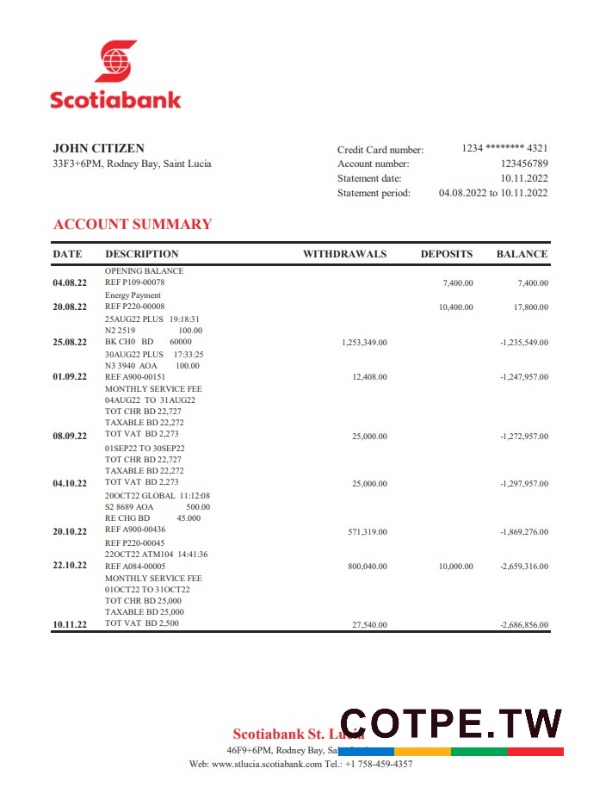 Scotiabank
JOHN CITIZEN
33F3+6PM, Rodney Bay, Saint Lucia
Credit Card number: 1234 ******** 4321
Account number: 123456789
Statement date: 10.11.2022
Statement period: 04.08.2022 to 10.11.2022
ACCOUNT SUMMARY
DATE DESCRIPTION WITHDRAWALS DEPOSITS BALANCE
OPENING BALANCE
04.08.22 REF P109-00078 7,400.00 7,400.00
Energy Payment
20.08.22 REF P220-00008 10,400.00 17,800.00
25AUG22 PLUS 19:18:31
N2 2519 100.00
25.08.22 BK CH0 BD 60000 1,253,349.00 -1,235,549.00
30AUG22 PLUS 17:33:25
N3 3940 AOA 100.00
01.09.22 REF A900-00151 12,408.00 -1,247,957.00
MONTHLY SERVICE FEE
04AUG22 TO 31AUG22
TOT CHR BD 22,727
TAXABLE BD 22,272
08.09.22 TOT VAT BD 2,273 25,000.00 -1,272,957.00
01SEP22 TO 30SEP22
TOT CHR BD 22,727
TAXABLE BD 22,272
04.10.22 TOT VAT BD 2,273 25,000.00 -1,297,957.00
20OCT22 GLOBAL 11:12:08
S2 8689 AOA 500.00
RE CHG BD 45.000
20.10.22 REF A900-00436 571,319.00 -1,869,276.00
REF P220-00045
22OCT22 ATM104 14:41:36
22.10.22 REF A084-00005 800,040.00 10,000.00 -2,659,316.00
MONTHLY SERVICE FEE
01OCT22 TO 31OCT22
TOT CHR BD 25,000
TAXABLE BD 25,000
10.11.22 TOT VAT BD 2,500 27,540.00 -2,686,856.00
COTPE.TW
Scotiabank St. Lucia
46F9+6PM, Rodney Bay,
Web: www.stlucia.scotiabank.com Tel.: +1 758-459-4357